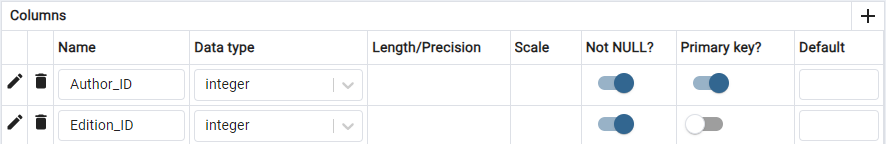 Columns
Name Data type Length/Precision Scale Not NULL? Primary key? Default
Author_ID integer
Edition_ID integer